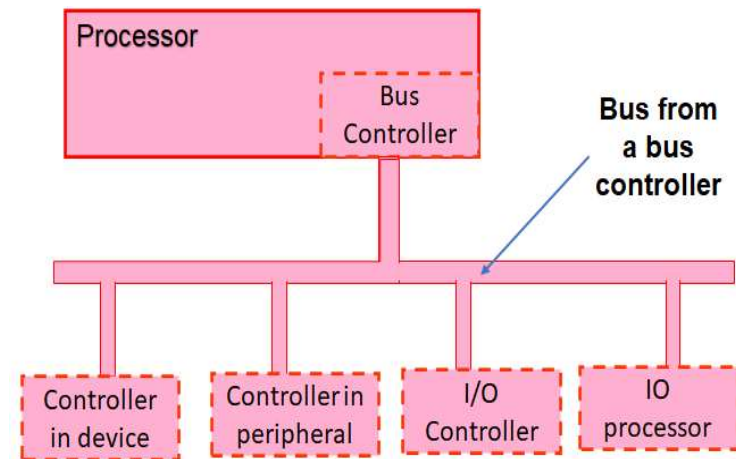 Processor
Bus
Controller
Bus from
a bus
controller
Controller
in device
Controller in
peripheral
I/O
Controller
IO
processor